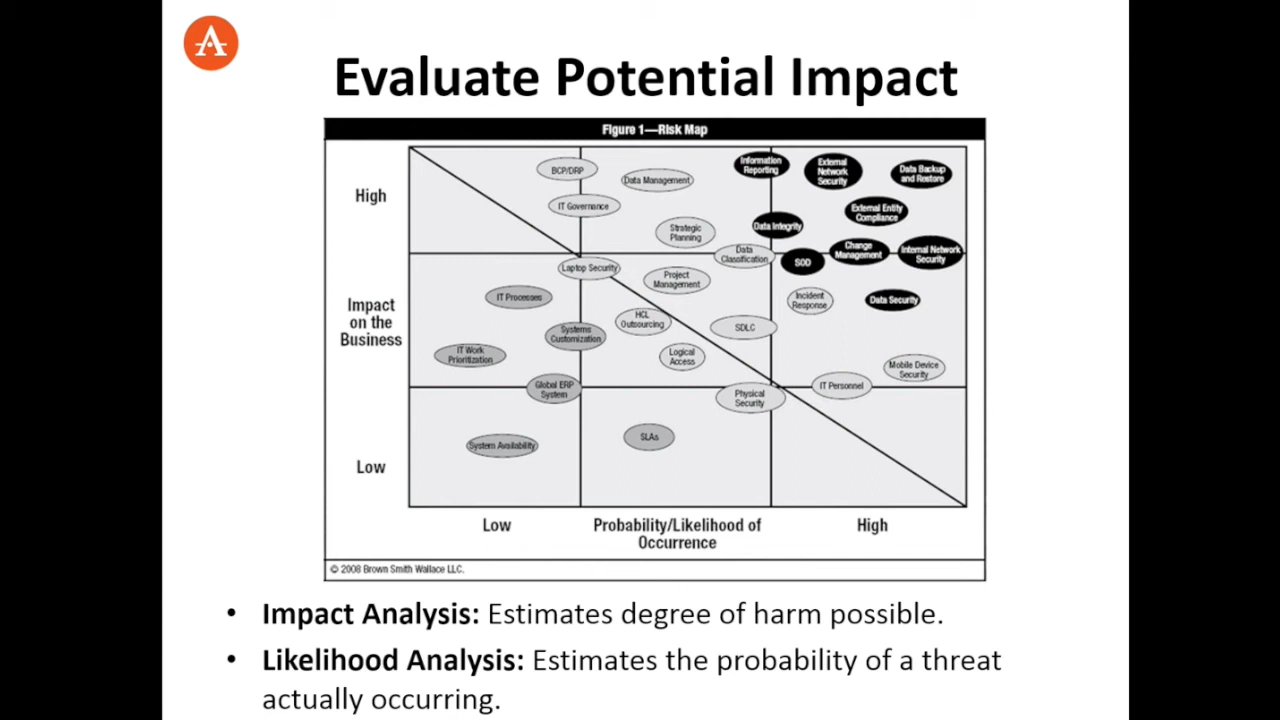 Evaluate Potential Impact
Figure 1—Risk Map
High
Impact
on the
Business
Low
BCP/DRP
Data Management
Information
Reporting
External
Network
Security
Data Backup
and Restore
IT Governance
Strategic
Planning
Data Integrity
External Entity
Compliance
Data
Classification
SOD
Change
Management
Internal Network
Security
Laptop Security
Project
Management
IT Processes
Incident
Response
Data Security
HCL
Outsourcing
SDLC
Systems
Customization
IT Work
Prioritization
Logical
Access
Mobile Device
Security
Global ERP
System
Physical
Security
IT Personnel
System Availability
SLAs
Low
Probability/Likelihood of
Occurrence
High
© 2008 Brown Smith Wallace LLC.
• Impact Analysis: Estimates degree of harm possible.
• Likelihood Analysis: Estimates the probability of a threat
actually occurring.